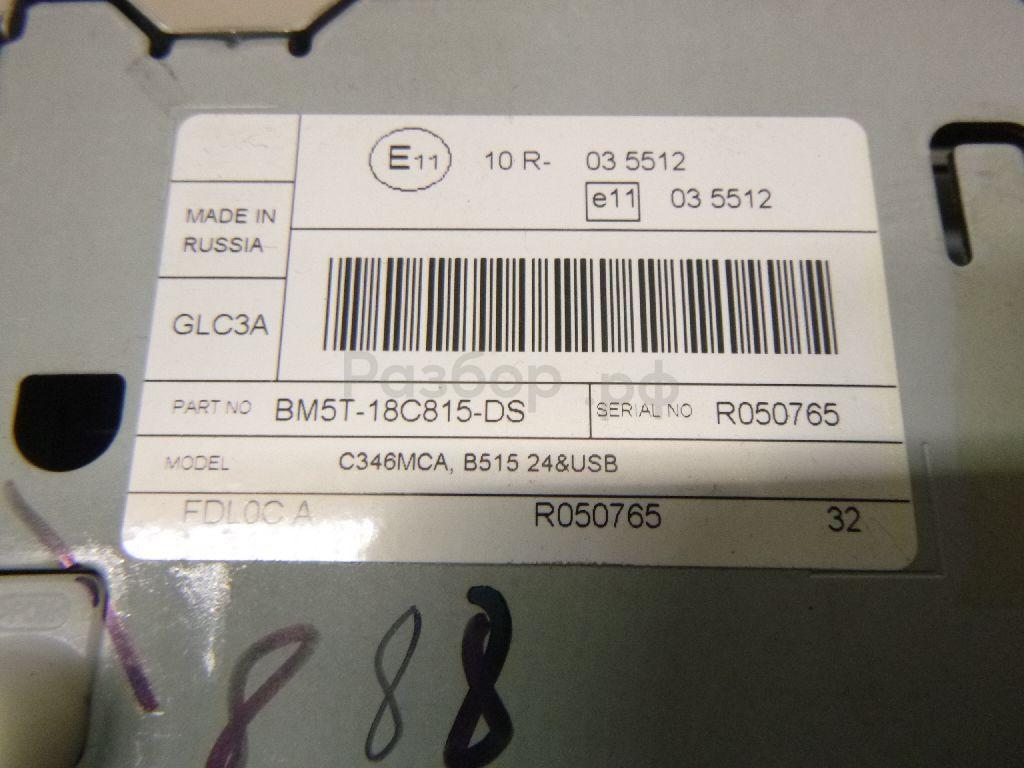 E11 10 R- 03 5512
e11 03 5512
MADE IN
RUSSIA
GLC3A
Разбор.рф
PART NO BM5T-18C815-DS SERIAL NO R050765
MODEL C346MCA, B515 24&USB
FDL0C A R050765 32
8 8 8